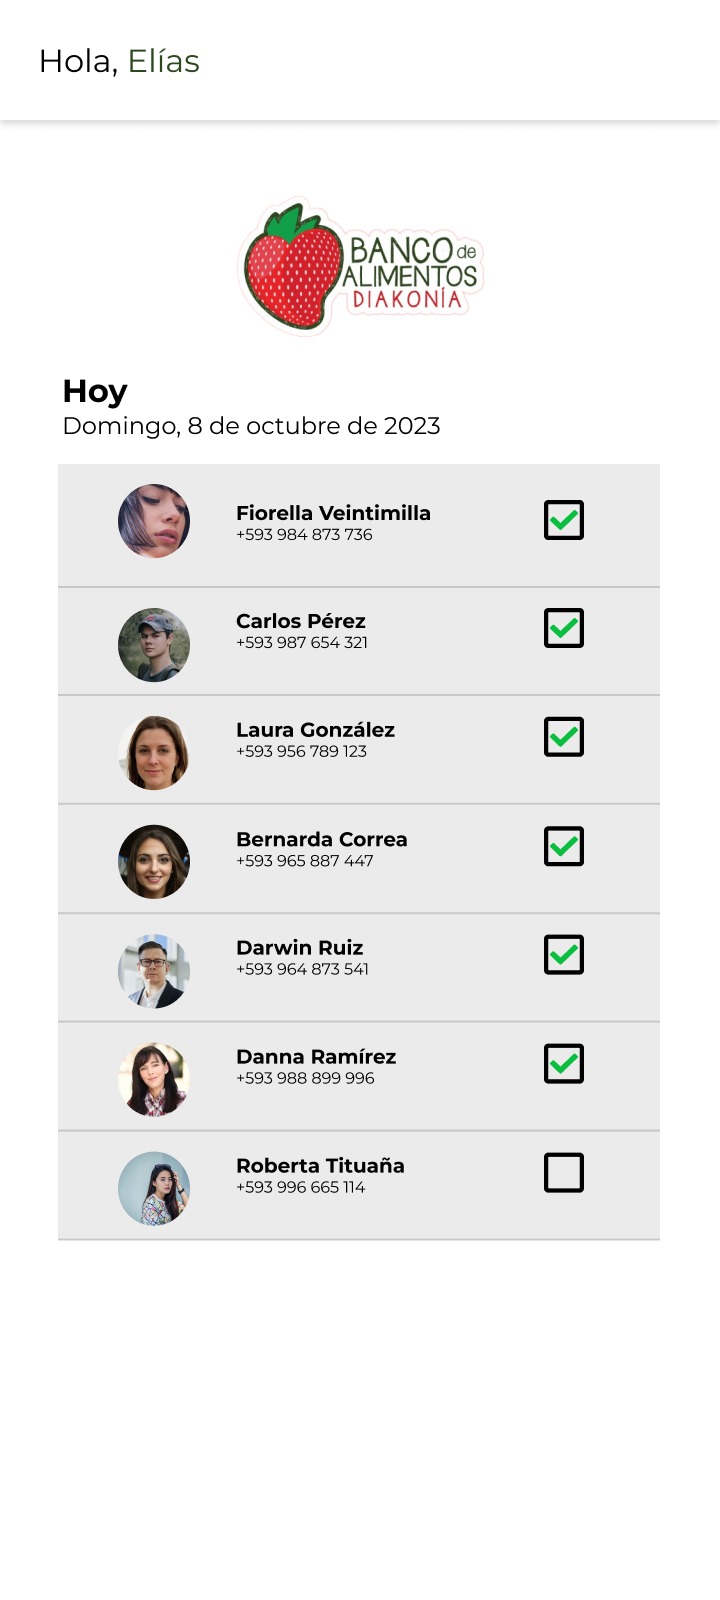 Hola, Elías
BANCO de
ALIMENTOS
DIAKONÍA
Hoy
Domingo, 8 de octubre de 2023
Fiorella Veintimilla
+593 984 873 736
Carlos Pérez
+593 987 654 321
Laura González
+593 956 789 123
Bernarda Correa
+593 965 887 447
Darwin Ruiz
+593 964 873 541
Danna Ramírez
+593 988 899 996
Roberta Tituaña
+593 996 665 114